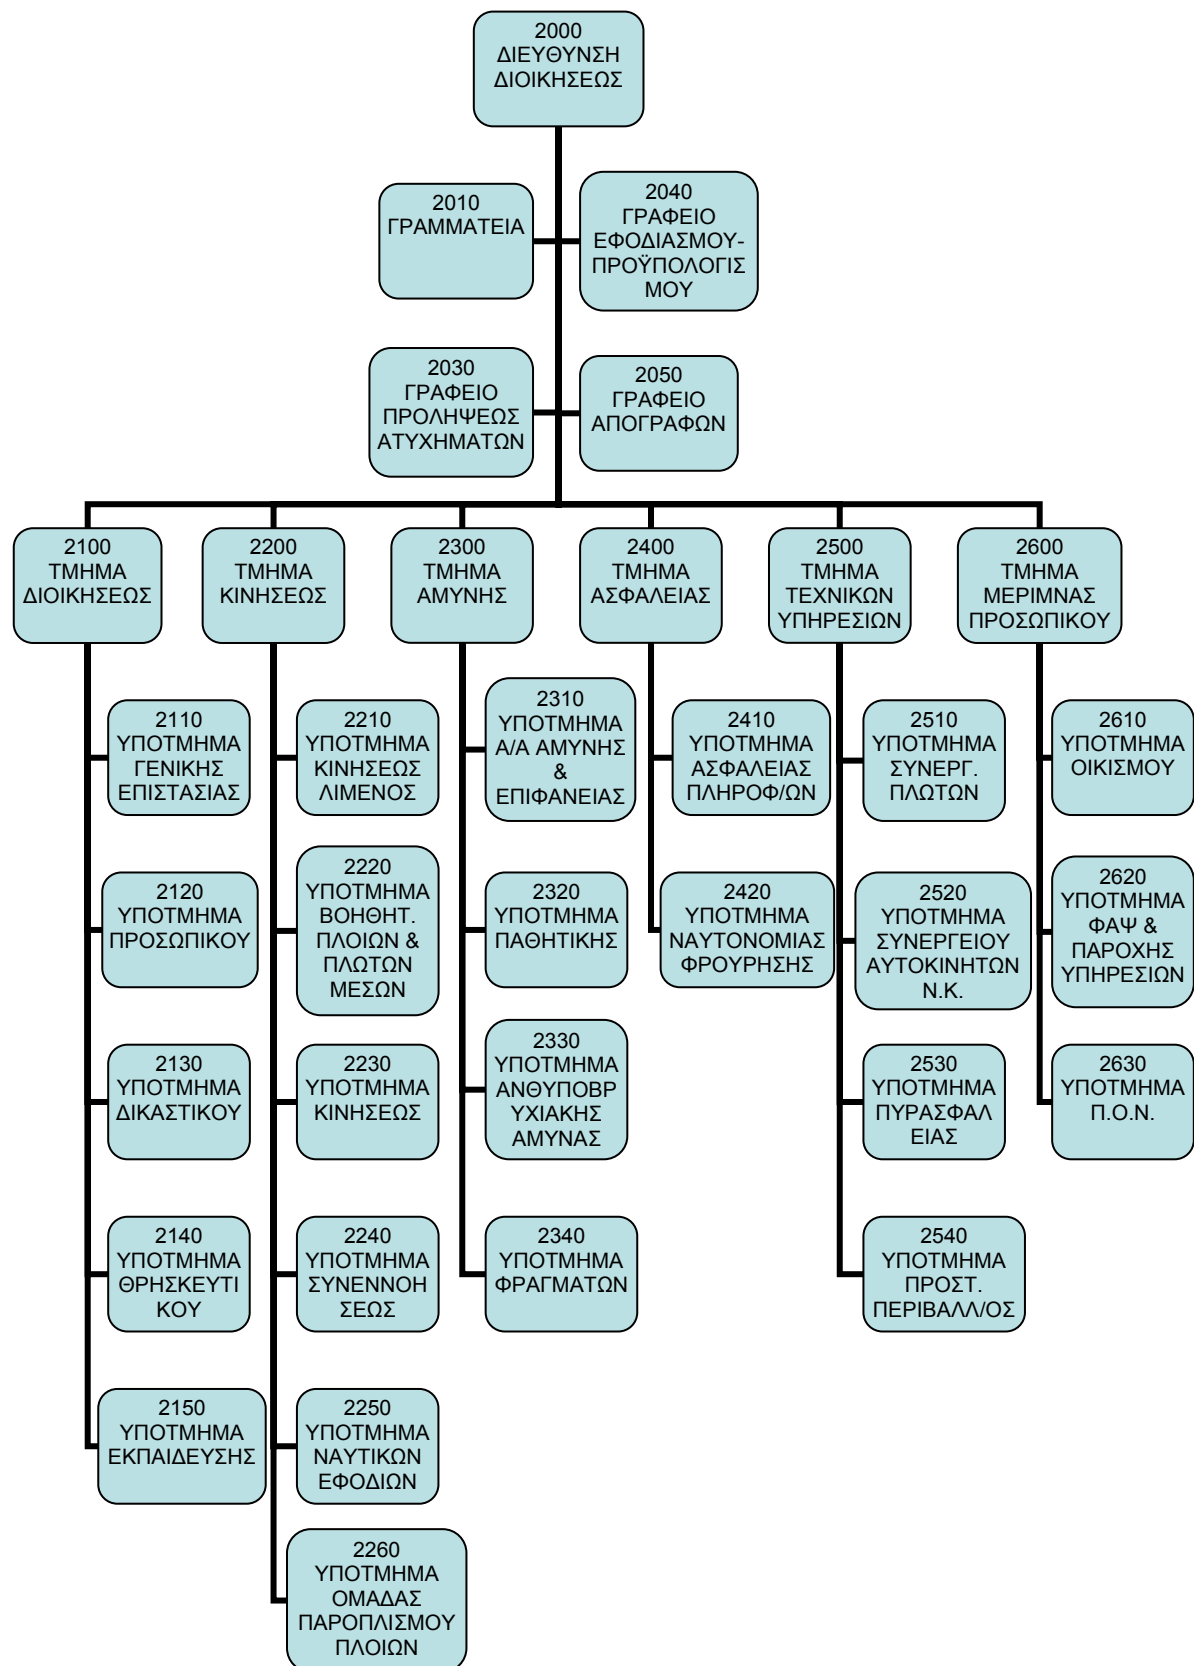 2000
ΔΙΕΥΘΥΝΣΗ
ΔΙΟΙΚΗΣΕΩΣ
2010
ΓΡΑΜΜΑΤΕΙΑ
2040
ΓΡΑΦΕΙΟ
ΕΦΟΔΙΑΣΜΟΥ-
ΠΡΟΫΠΟΛΟΓΙΣ
ΜΟΥ
2030
ΓΡΑΦΕΙΟ
ΠΡΟΛΗΨΕΩΣ
ΑΤΥΧΗΜΑΤΩΝ
2050
ΓΡΑΦΕΙΟ
ΑΠΟΓΡΑΦΩΝ
2100
ΤΜΗΜΑ
ΔΙΟΙΚΗΣΕΩΣ
2200
ΤΜΗΜΑ
ΚΙΝΗΣΕΩΣ
2300
ΤΜΗΜΑ
ΑΜΥΝΗΣ
2400
ΤΜΗΜΑ
ΑΣΦΑΛΕΙΑΣ
2500
ΤΜΗΜΑ
ΤΕΧΝΙΚΩΝ
ΥΠΗΡΕΣΙΩΝ
2600
ΤΜΗΜΑ
ΜΕΡΙΜΝΑΣ
ΠΡΟΣΩΠΙΚΟΥ
2110
ΥΠΟΤΜΗΜΑ
ΓΕΝΙΚΗΣ
ΕΠΙΣΤΑΣΙΑΣ
2210
ΥΠΟΤΜΗΜΑ
ΚΙΝΗΣΕΩΣ
ΛΙΜΕΝΟΣ
2310
ΥΠΟΤΜΗΜΑ
Α/Α ΑΜΥΝΗΣ
&
ΕΠΙΦΑΝΕΙΑΣ
2410
ΥΠΟΤΜΗΜΑ
ΑΣΦΑΛΕΙΑΣ
ΠΛΗΡΟΦ/ΩΝ
2510
ΥΠΟΤΜΗΜΑ
ΣΥΝΕΡΓ.
ΠΛΩΤΩΝ
2610
ΥΠΟΤΜΗΜΑ
ΟΙΚΙΣΜΟΥ
2120
ΥΠΟΤΜΗΜΑ
ΠΡΟΣΩΠΙΚΟΥ
2220
ΥΠΟΤΜΗΜΑ
ΒΟΗΘΗΤ.
ΠΛΟΙΩΝ &
ΠΛΩΤΩΝ
ΜΕΣΩΝ
2320
ΥΠΟΤΜΗΜΑ
ΠΑΘΗΤΙΚΗΣ
2420
ΥΠΟΤΜΗΜΑ
ΝΑΥΤΟΝΟΜΙΑΣ
ΦΡΟΥΡΗΣΗΣ
2520
ΥΠΟΤΜΗΜΑ
ΣΥΝΕΡΓΕΙΟΥ
ΑΥΤΟΚΙΝΗΤΩΝ
Ν.Κ.
2620
ΥΠΟΤΜΗΜΑ
ΦΑΨ &
ΠΑΡΟΧΗΣ
ΥΠΗΡΕΣΙΩΝ
2130
ΥΠΟΤΜΗΜΑ
ΔΙΚΑΣΤΙΚΟΥ
2230
ΥΠΟΤΜΗΜΑ
ΚΙΝΗΣΕΩΣ
2330
ΥΠΟΤΜΗΜΑ
ΑΝΘΥΠΟΒΡ
ΥΧΙΑΚΗΣ
ΑΜΥΝΑΣ
2530
ΥΠΟΤΜΗΜΑ
ΠΥΡΑΣΦΑΛ
ΕΙΑΣ
2630
ΥΠΟΤΜΗΜΑ
Π.Ο.Ν.
2140
ΥΠΟΤΜΗΜΑ
ΘΡΗΣΚΕΥΤΙ
ΚΟΥ
2240
ΥΠΟΤΜΗΜΑ
ΣΥΝΕΝΝΟΗ
ΣΕΩΣ
2340
ΥΠΟΤΜΗΜΑ
ΦΡΑΓΜΑΤΩΝ
2540
ΥΠΟΤΜΗΜΑ
ΠΡΟΣΤ.
ΠΕΡΙΒΑΛΛ/ΟΣ
2150
ΥΠΟΤΜΗΜΑ
ΕΚΠΑΙΔΕΥΣΗΣ
2250
ΥΠΟΤΜΗΜΑ
ΝΑΥΤΙΚΩΝ
ΕΦΟΔΙΩΝ
2260
ΥΠΟΤΜΗΜΑ
ΟΜΑΔΑΣ
ΠΑΡΟΠΛΙΣΜΟΥ
ΠΛΟΙΩΝ